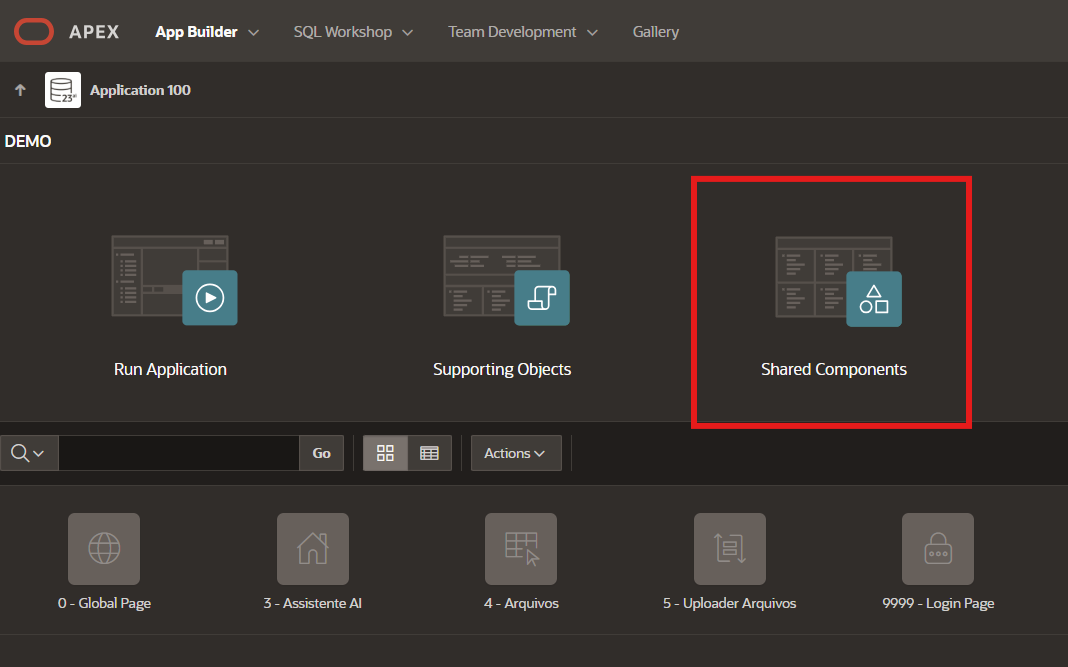 APEX App Builder SQL Workshop Team Development Gallery
23ai Application 100
DEMO
Run Application Supporting Objects Shared Components
Go Actions
0 - Global Page 3 - Assistente AI 4 - Arquivos 5 - Uploader Arquivos 9999 - Login Page